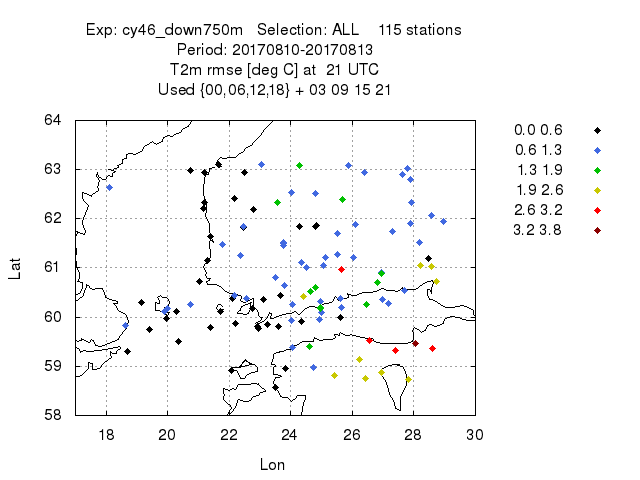 Exp: cy46_down750m Selection: ALL 115 stations
Period: 20170810-20170813
T2m rmse [deg C] at 21 UTC
Used {00,06,12,18} + 03 09 15 21
64
63
62
61
60
59
58
Lat
18 20 22 24 26 28 30
Lon
0.0 0.6
0.6 1.3
1.3 1.9
1.9 2.6
2.6 3.2
3.2 3.8